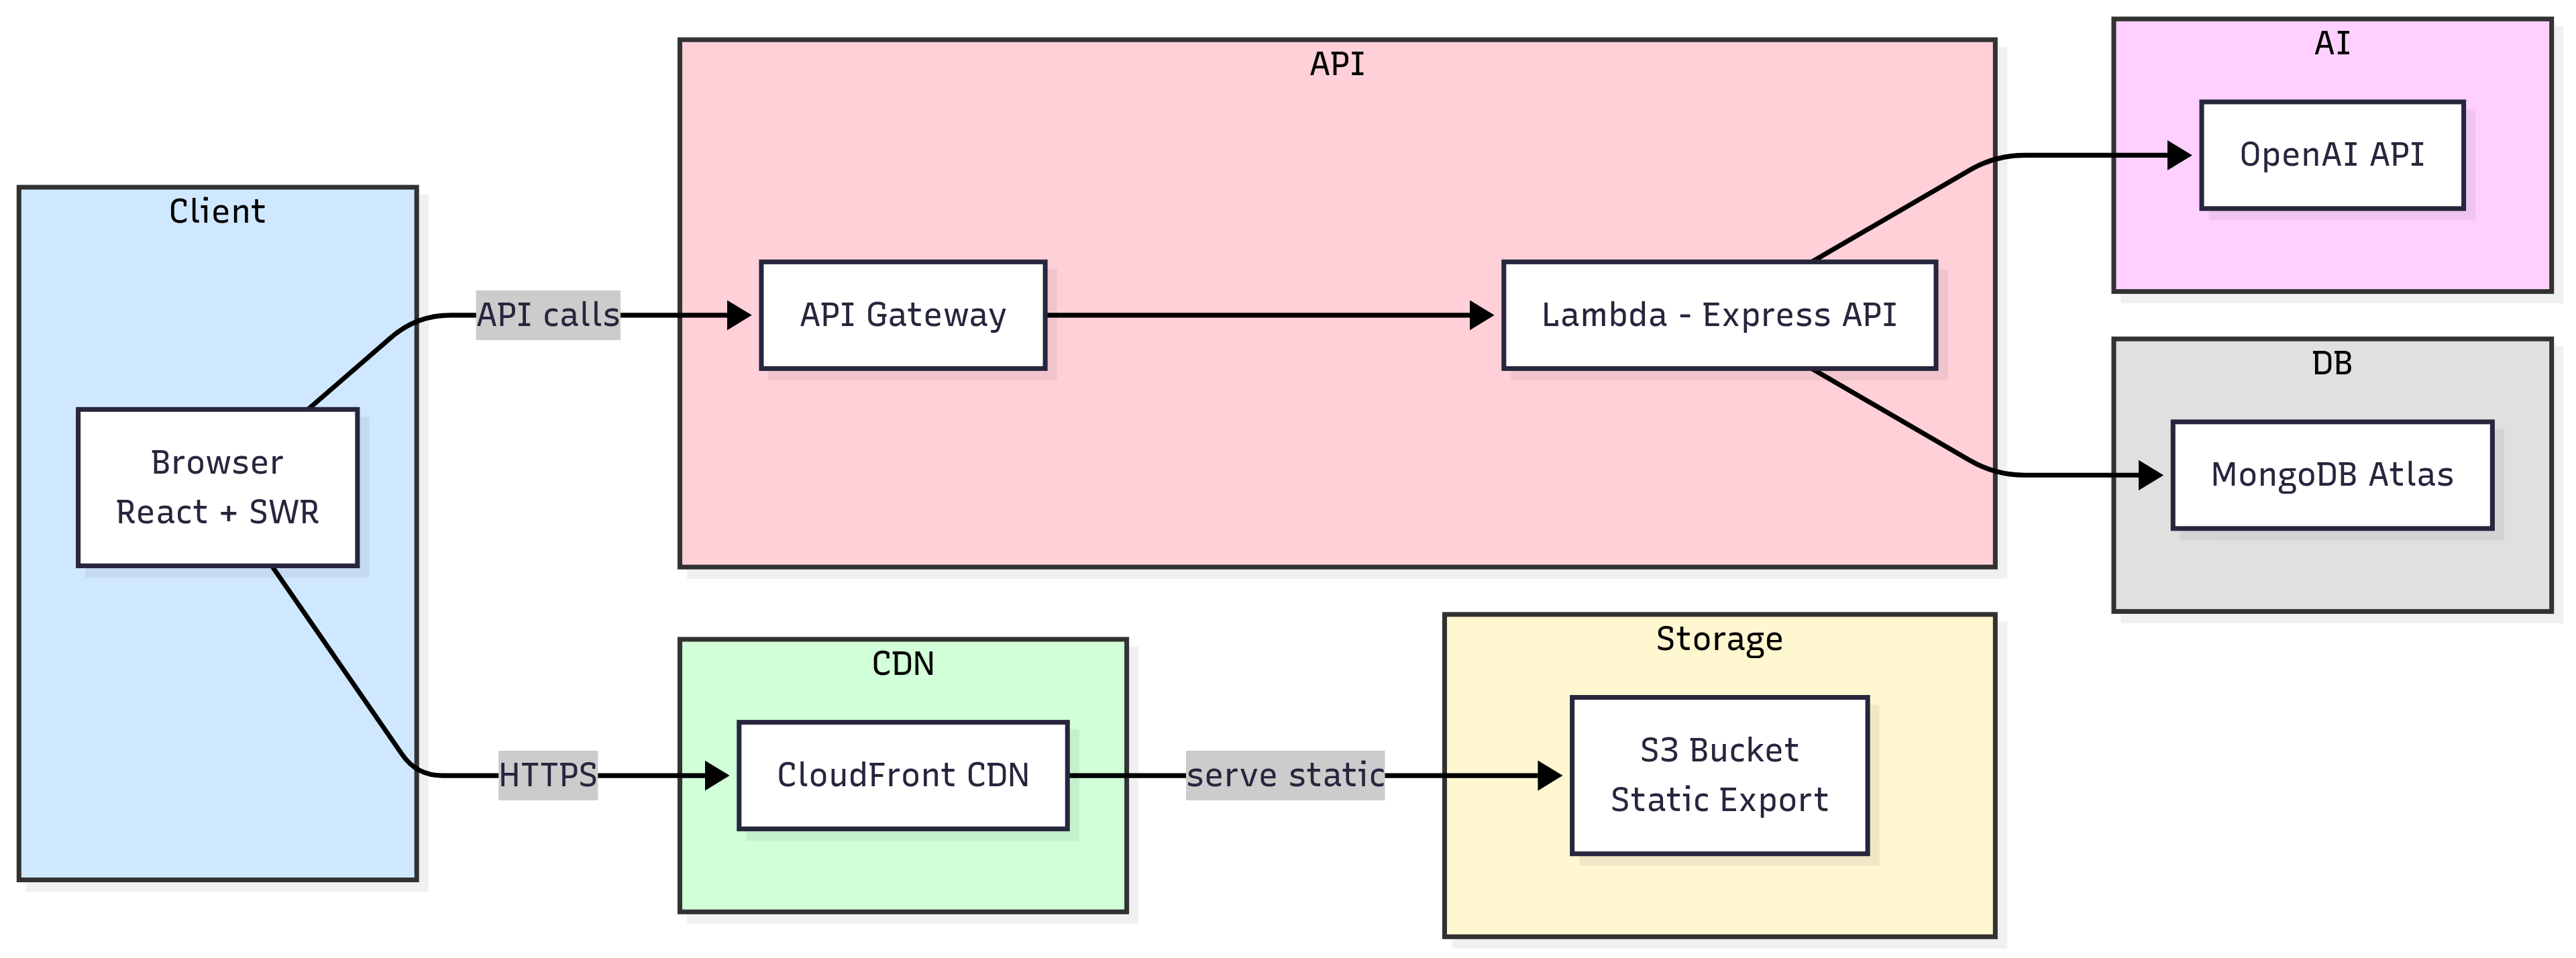 Client
Browser
React + SWR
API calls
HTTPS
API
API Gateway
Lambda - Express API
CDN
CloudFront CDN
serve static
Storage
S3 Bucket
Static Export
AI
OpenAI API
DB
MongoDB Atlas